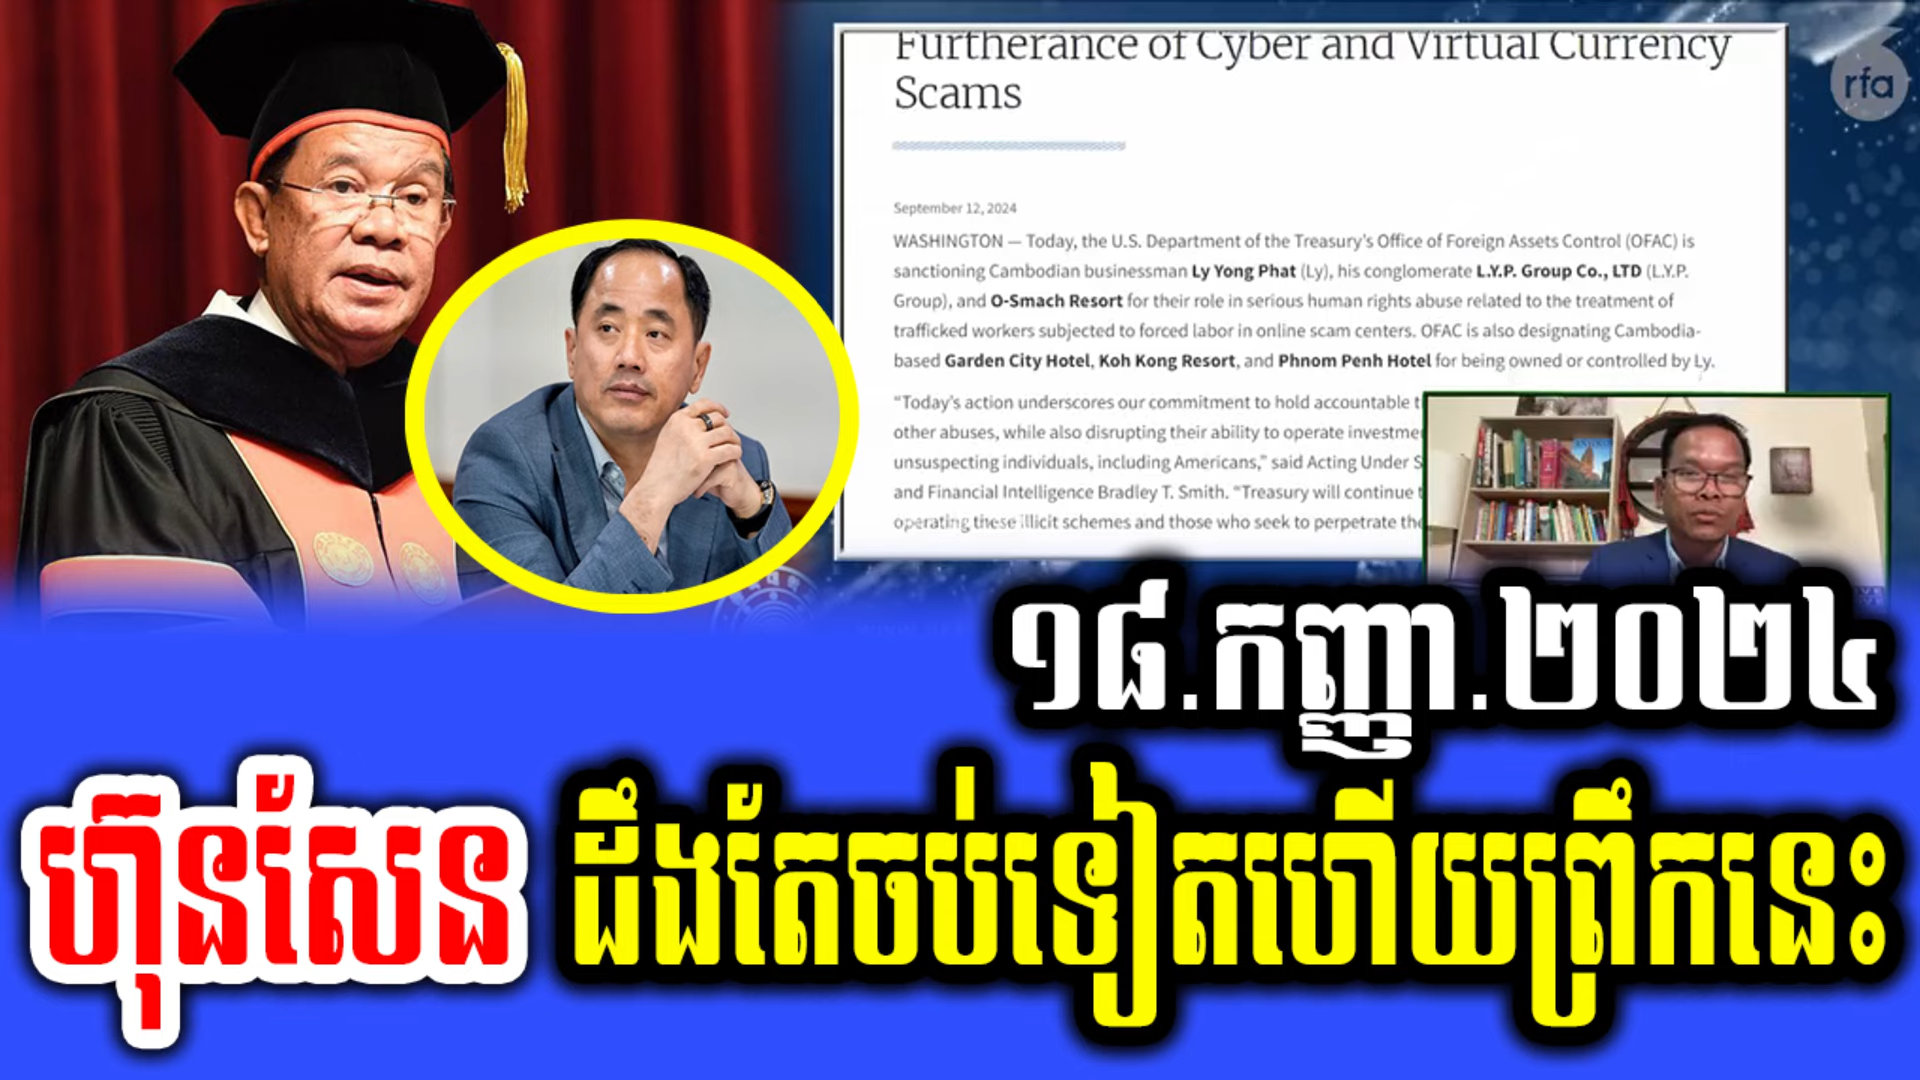 Furtherance of Cyber and Virtual Currency
Scams
rfa
September 12, 2024
WASHINGTON — Today, the U.S. Department of the Treasury's Office of Foreign Assets Control (OFAC) is
sanctioning Cambodian businessman Ly Yong Phat (Ly), his conglomerate L.Y.P. Group Co., LTD (L.Y.P.
Group), and O-Smach Resort for their role in serious human rights abuse related to the treatment of
trafficked workers subjected to forced labor in online scam centers. OFAC is also designating Cambodia-
based Garden City Hotel, Koh Kong Resort, and Phnom Penh Hotel for being owned or controlled by Ly.
“Today's action underscores our commitment to hold accountable
other abuses, while also disrupting their ability to operate
unsuspecting individuals, including Americans,” said Acting Under
and Financial Intelligence Bradley T. Smith. “Treasury will continue
operating these illicit schemes and those who seek to perpetrate
១៨.កញ្ញា.២០២៤
ហ៊ុនសែន ដឹងតែចប់ទៀតហើយព្រឹកនេះ